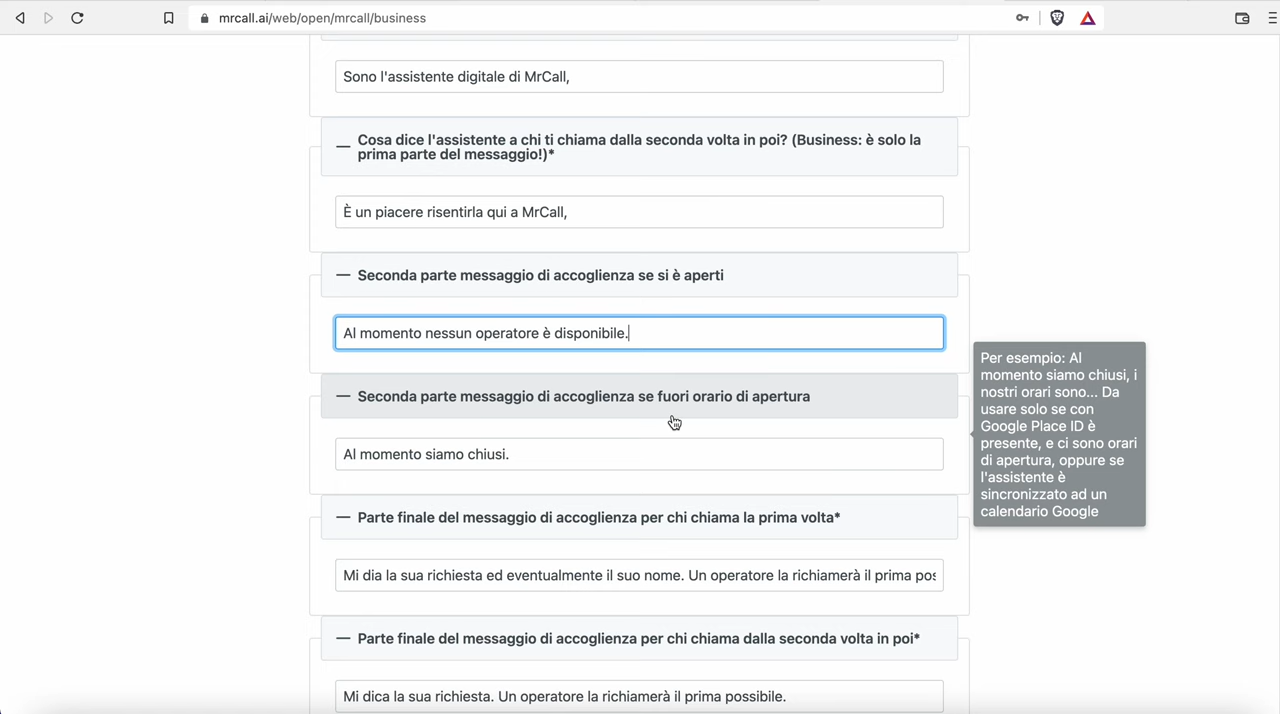 mrcall.ai/web/open/mrcall/business
Sono l'assistente digitale di MrCall,
Cosa dice l'assistente a chi ti chiama dalla seconda volta in poi? (Business: è solo la
prima parte del messaggio!)*
È un piacere risentirla qui a MrCall,
Seconda parte messaggio di accoglienza se si è aperti
Al momento nessun operatore è disponibile.
Seconda parte messaggio di accoglienza se fuori orario di apertura
Al momento siamo chiusi.
Per esempio: Al
momento siamo chiusi, i
nostri orari sono... Da
usare solo se con
Google Place ID è
presente, e ci sono orari
di apertura, oppure se
l'assistente è
sincronizzato ad un
calendario Google
Parte finale del messaggio di accoglienza per chi chiama la prima volta*
Mi dia la sua richiesta ed eventualmente il suo nome. Un operatore la richiamerà il prima pos
Parte finale del messaggio di accoglienza per chi chiama dalla seconda volta in poi*
Mi dica la sua richiesta. Un operatore la richiamerà il prima possibile.